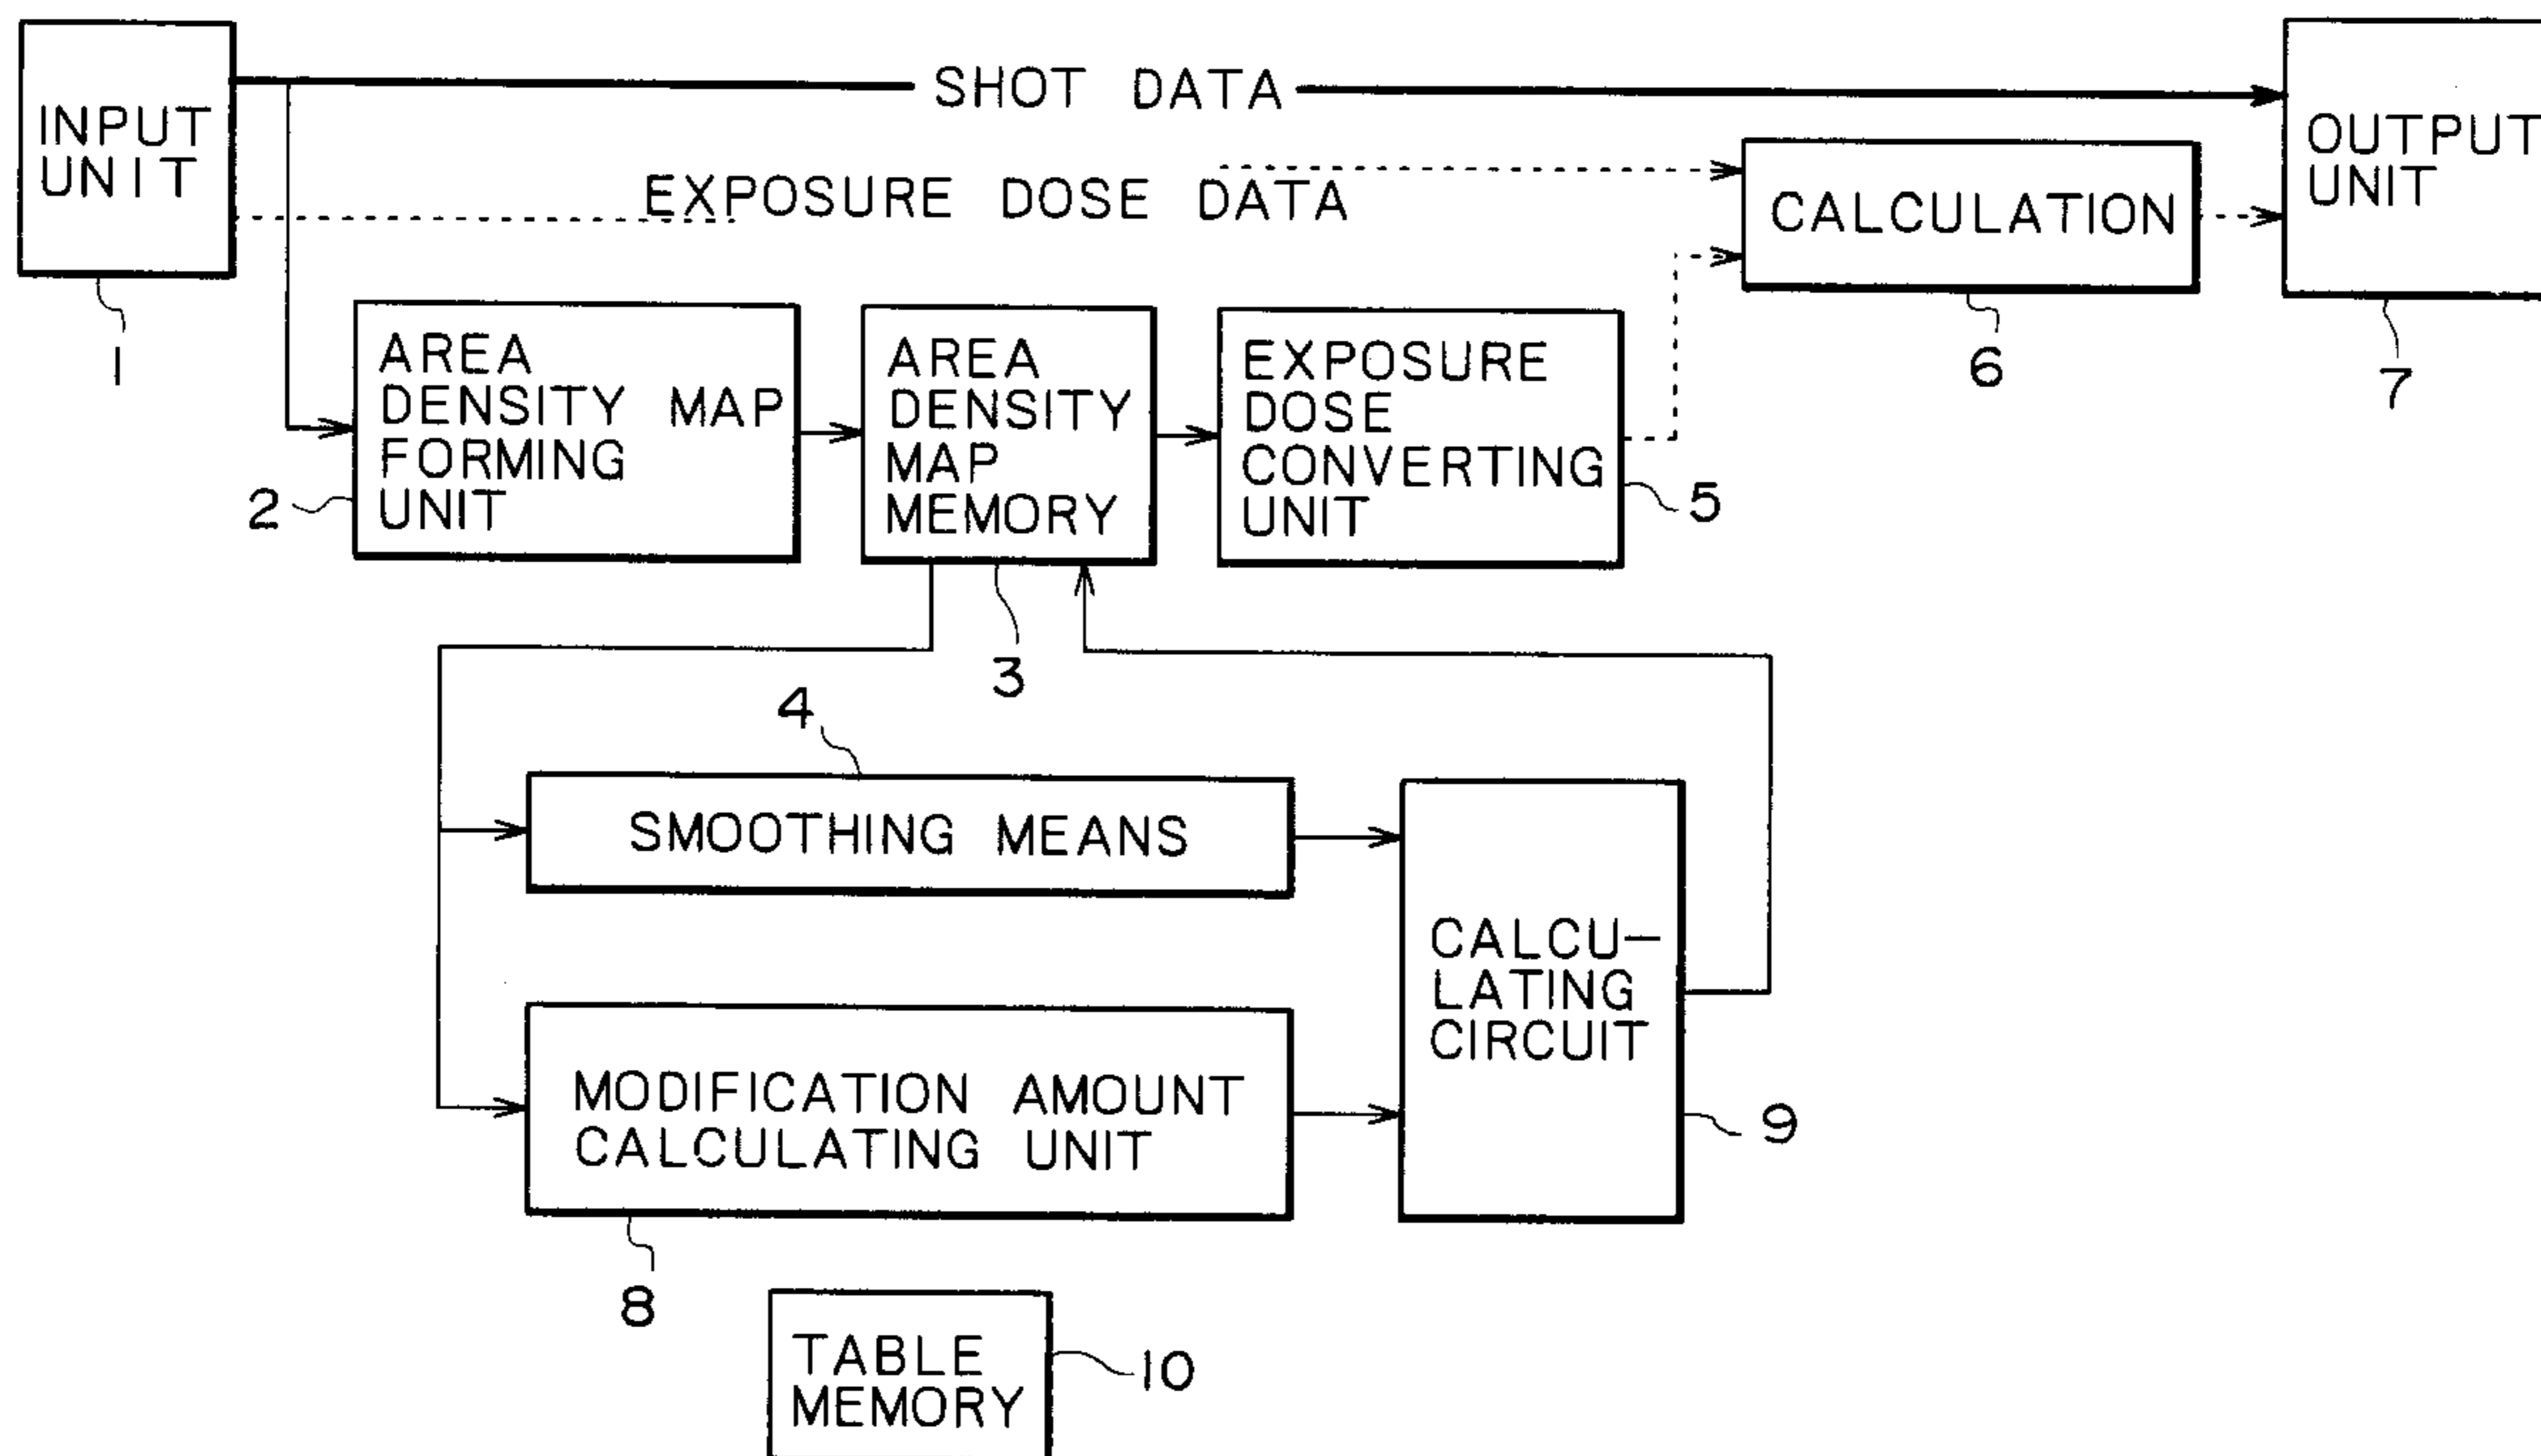 INPUT
UNIT
1
SHOT DATA
EXPOSURE DOSE DATA
CALCULATION
6
OUTPUT
UNIT
7
AREA
DENSITY MAP
FORMING
UNIT
2
AREA
DENSITY
MAP
MEMORY
3
EXPOSURE
DOSE
CONVERTING
UNIT
5
4
SMOOTHING MEANS
MODIFICATION AMOUNT
CALCULATING UNIT
8
CALCU-
LATING
CIRCUIT
9
TABLE
MEMORY
10